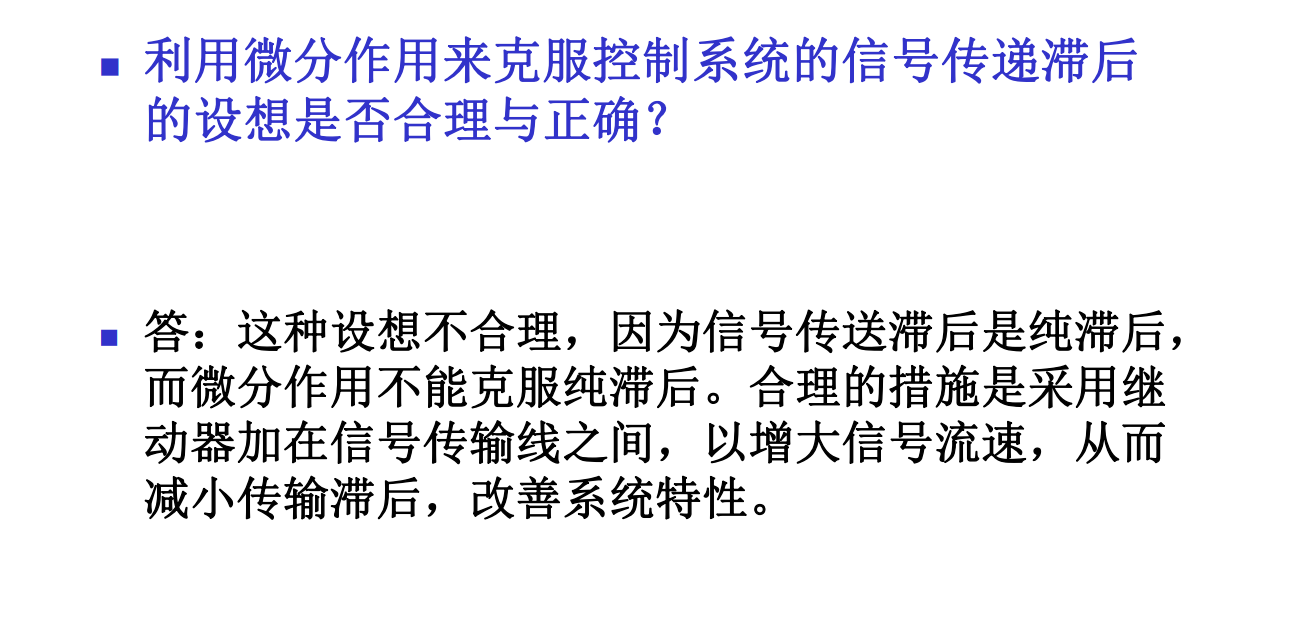 利用微分作用来克服控制系统的信号传递滞后
的设想是否合理与正确？
答：这种设想不合理，因为信号传送滞后是纯滞后，
而微分作用不能克服纯滞后。合理的措施是采用继
动器加在信号传输线之间，以增大信号流速，从而
减小传输滞后，改善系统特性。